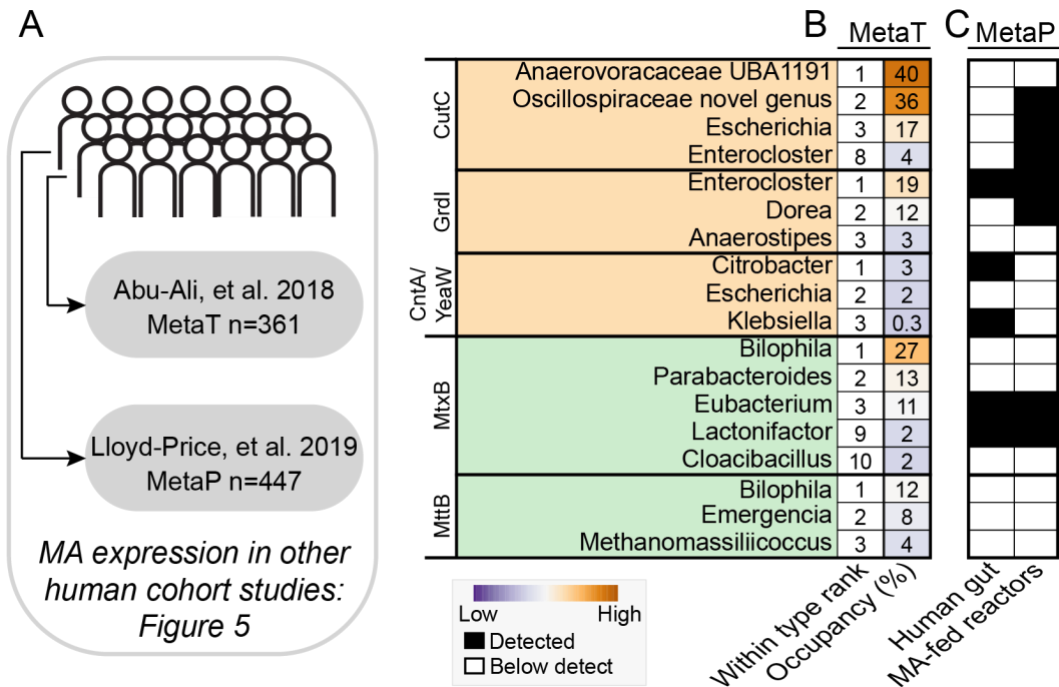 A
Abu-Ali, et al. 2018
MetaT n=361
Lloyd-Price, et al. 2019
MetaP n=447
MA expression in other
human cohort studies:
Figure 5
B MetaT
C MetaP
CutC
Anaerovoracaceae UBA1191 1 40
Oscillospiraceae novel genus 2 36
Escherichia 3 17
Enterocloster 8 4
GrdI
Enterocloster 1 19
Dorea 2 12
Anaerostipes 3 3
CntA/
YeaW
Citrobacter 1 3
Escherichia 2 2
Klebsiella 3 0.3
MtxB
Bilophila 1 27
Parabacteroides 2 13
Eubacterium 3 11
Lactonifactor 9 2
Cloacibacillus 10 2
MttB
Bilophila 1 12
Emergencia 2 8
Methanomassiliicoccus 3 4
Low High
Detected
Below detect
Within type rank
Occupancy (%)
Human gut
MA-fed reactors